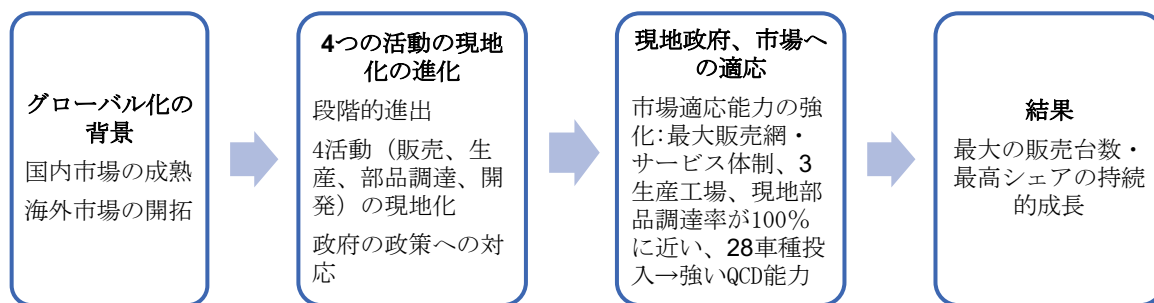 グローバル化の
背景
国内市場の成熟
海外市場の開拓
4つの活動の現地
化の進化
段階的進出
4活動（販売、生
産、部品調達、開
発）の現地化
政府の政策への対
応
現地政府、市場へ
の適応
市場適応能力の強
化:最大販売網・
サービス体制、3
生産工場、現地部
品調達率が100％
に近い、28車種投
入→強いQCD能力
結果
最大の販売台数・
最高シェアの持続
的成長